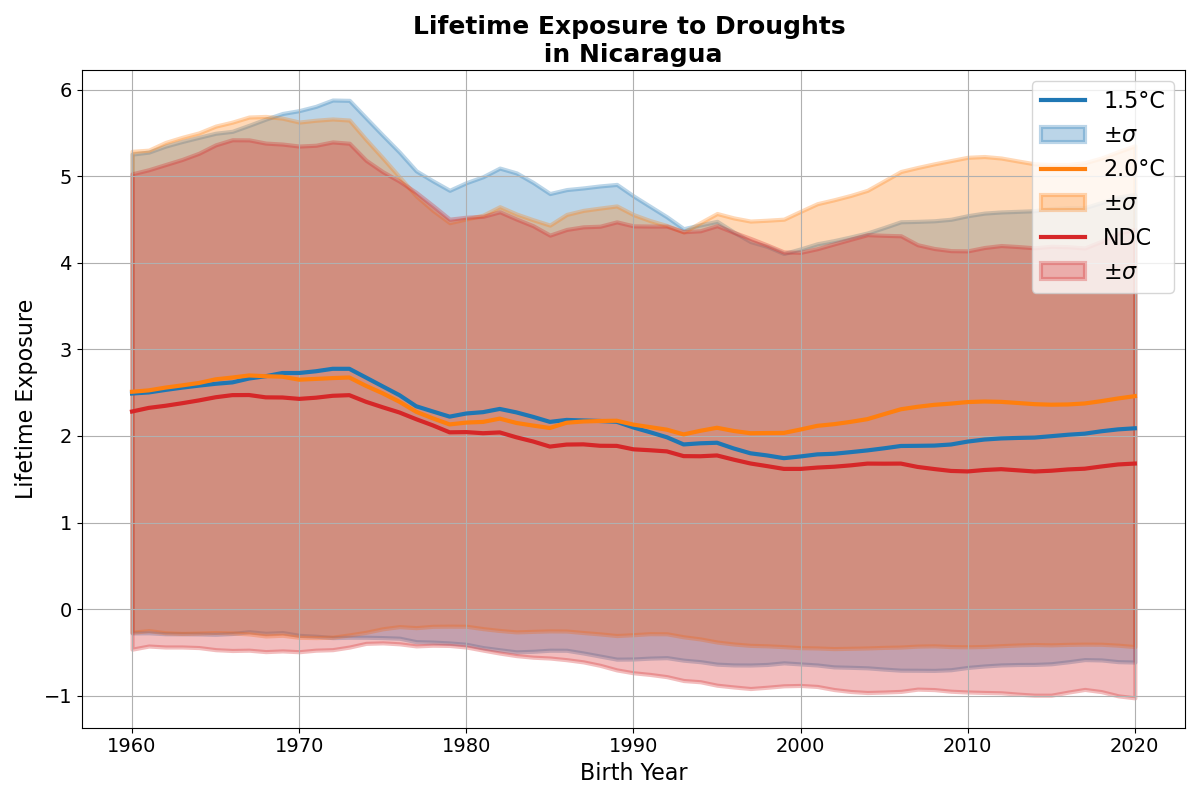 Lifetime Exposure to Droughts
in Nicaragua
6
5
4
3
2
1
0
−1
Lifetime Exposure
1.5°C
±σ
2.0°C
±σ
NDC
±σ
1960 1970 1980 1990 2000 2010 2020
Birth Year